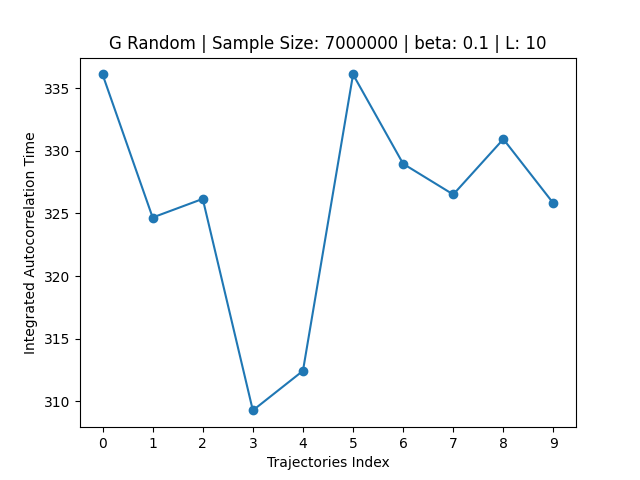 G Random | Sample Size: 7000000 | beta: 0.1 | L: 10
Integrated Autocorrelation Time
335
330
325
320
315
310
0 1 2 3 4 5 6 7 8 9
Trajectories Index